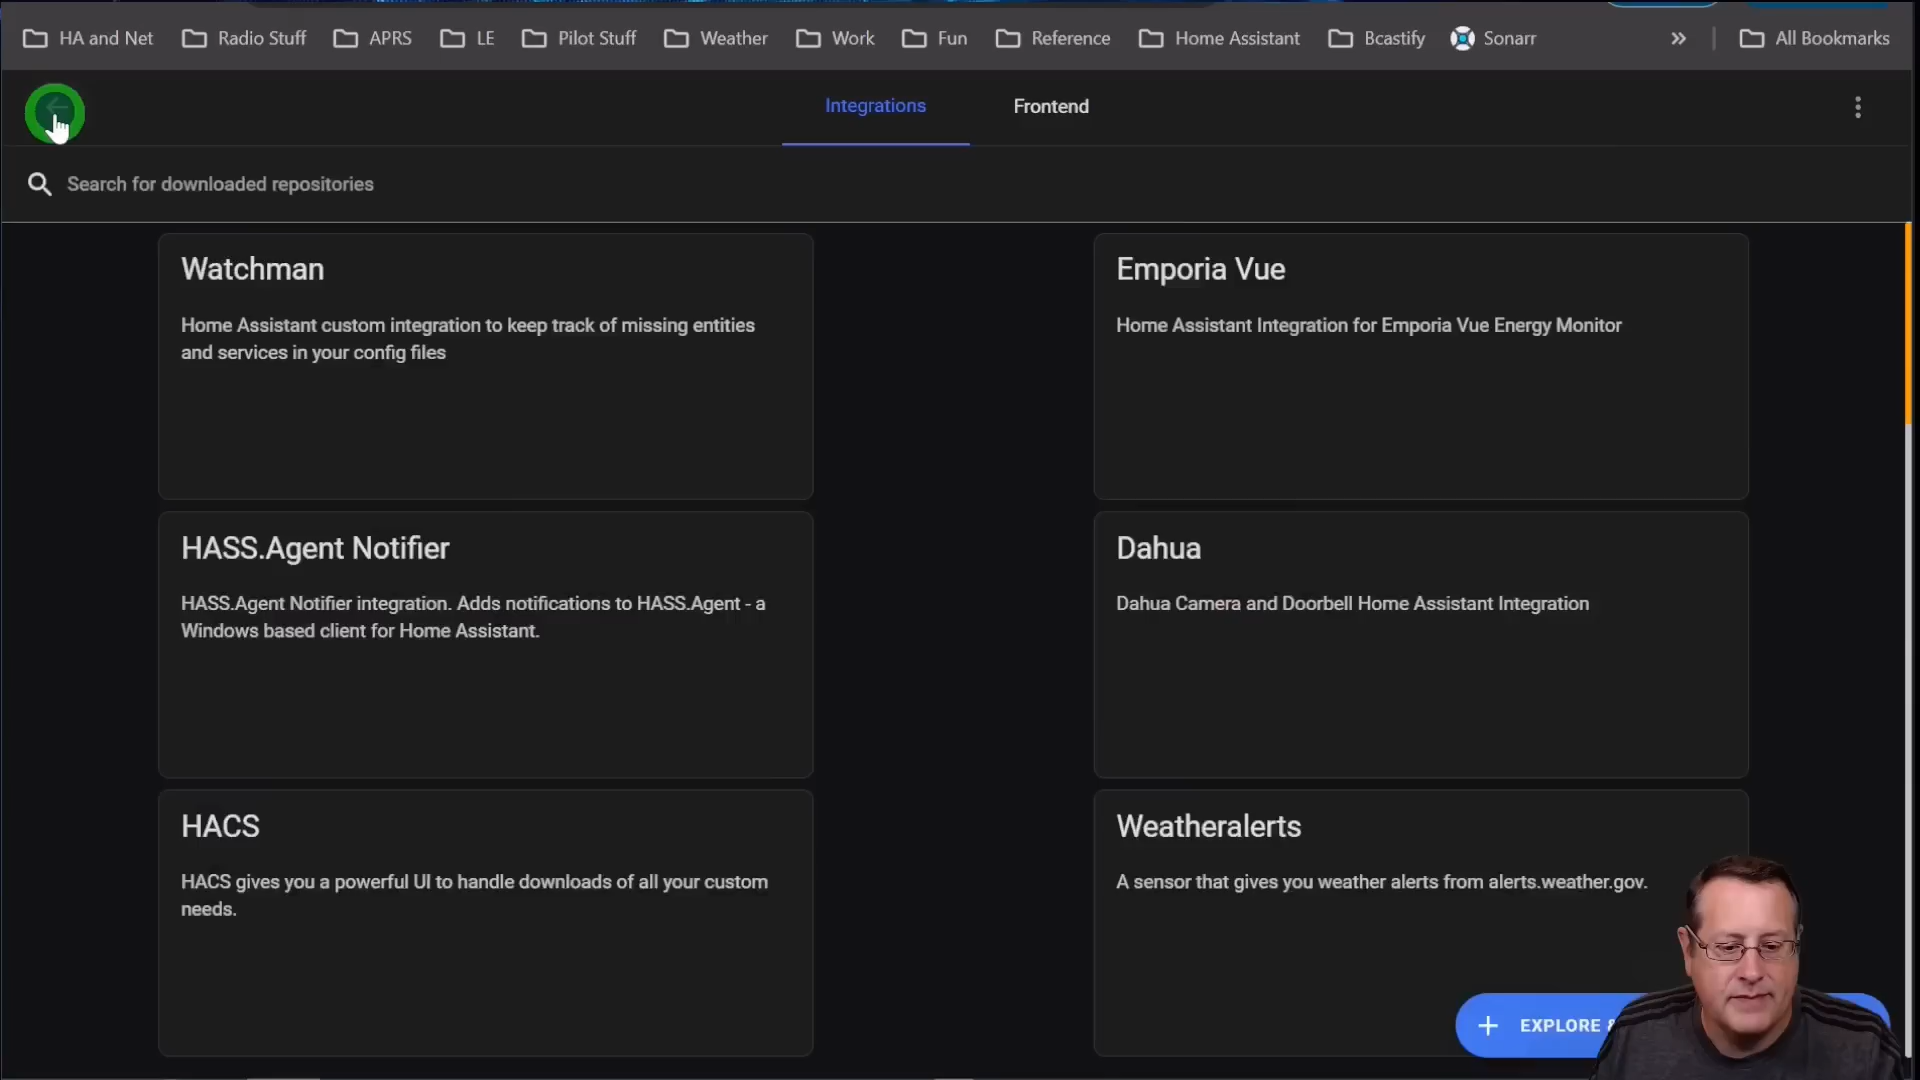 HA and Net Radio Stuff APRS LE Pilot Stuff Weather Work Fun Reference Home Assistant Bcastify Sonarr » All Bookmarks
Integrations Frontend
Search for downloaded repositories
Watchman
Home Assistant custom integration to keep track of missing entities
and services in your config files
Emporia Vue
Home Assistant Integration for Emporia Vue Energy Monitor
HASS.Agent Notifier
HASS.Agent Notifier integration. Adds notifications to HASS.Agent - a
Windows based client for Home Assistant.
Dahua
Dahua Camera and Doorbell Home Assistant Integration
HACS
HACS gives you a powerful UI to handle downloads of all your custom
needs.
Weatheralerts
A sensor that gives you weather alerts from alerts.weather.gov.
+ EXPLORE